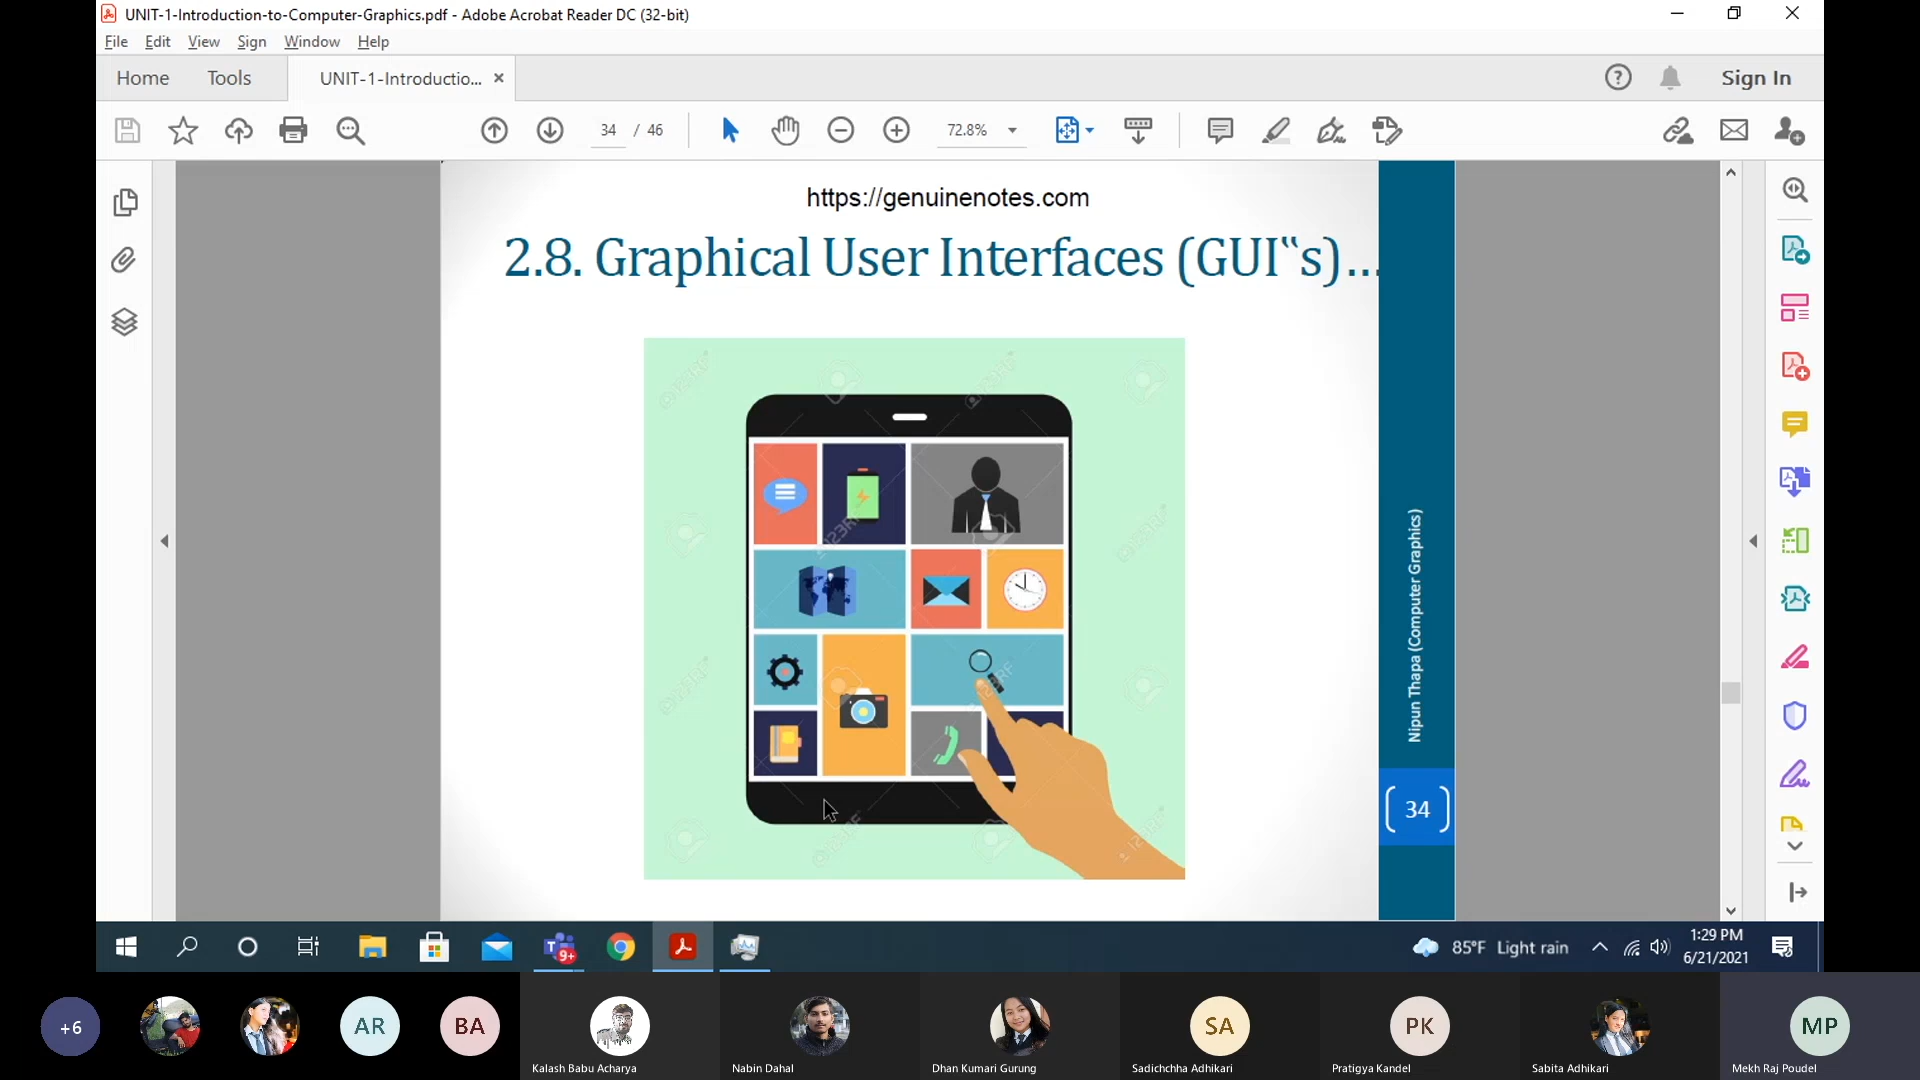 UNIT-1-Introduction-to-Computer-Graphics.pdf - Adobe Acrobat Reader DC (32-bit)
File Edit View Sign Window Help
Home Tools UNIT-1-Introductio... × Sign In
34 / 46 72.8%
https://genuinenotes.com
2.8. Graphical User Interfaces (GUI‟s)...
123RF
Nipun Thapa (Computer Graphics)
34
9+
85°F Light rain
1:29 PM
6/21/2021
+6 AR BA SA PK MP
Kalash Babu Acharya Nabin Dahal Dhan Kumari Gurung Sadichchha Adhikari Pratigya Kandel Sabita Adhikari Mekh Raj Poudel